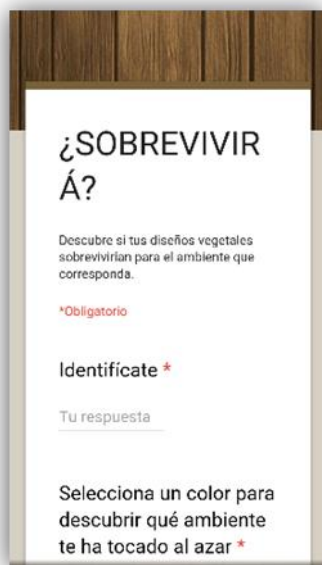 ¿SOBREVIVIR
Á?
Descubre si tus diseños vegetales
sobrevivirían para el ambiente que
corresponda.
*Obligatorio
Identifícate *
Tu respuesta
Selecciona un color para
descubrir qué ambiente
te ha tocado al azar *